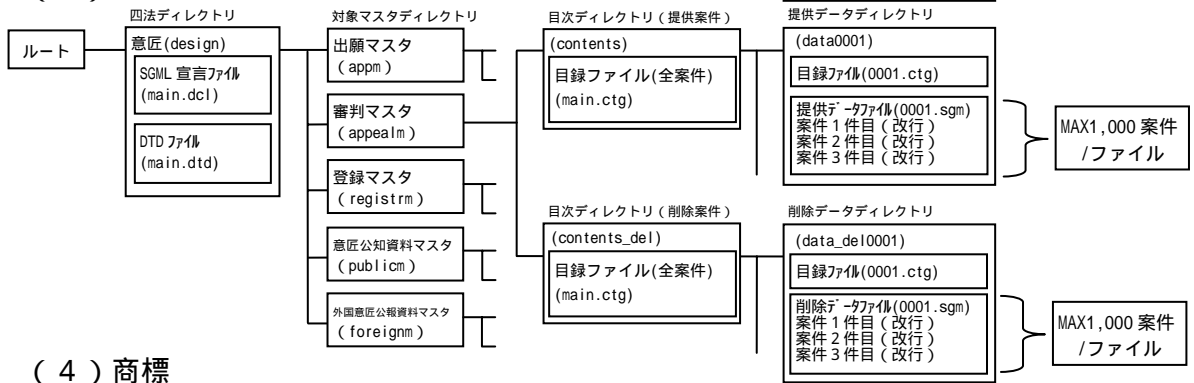 四法ディレクトリ
対象マスタディレクトリ
目次ディレクトリ（提供案件）
提供データディレクトリ
ルート
意匠(design)
SGML 宣言ファイル
(main.dcl)
DTD ファイル
(main.dtd)
出願マスタ
(appm)
審判マスタ
(appealm)
登録マスタ
(registrm)
意匠公知資料マスタ
(publicm)
外国意匠公報資料マスタ
(foreignm)
(contents)
目録ファイル(全案件)
(main.ctg)
(data0001)
目録ファイル(0001.ctg)
提供データファイル(0001.sgm)
案件１件目（改行）
案件２件目（改行）
案件３件目（改行）
MAX1,000 案件
/ファイル
目次ディレクトリ（削除案件）
削除データディレクトリ
(contents_del)
目録ファイル(全案件)
(main.ctg)
(data_del0001)
目録ファイル(0001.ctg)
削除データファイル(0001.sgm)
案件１件目（改行）
案件２件目（改行）
案件３件目（改行）
MAX1,000 案件
/ファイル
（４）商標